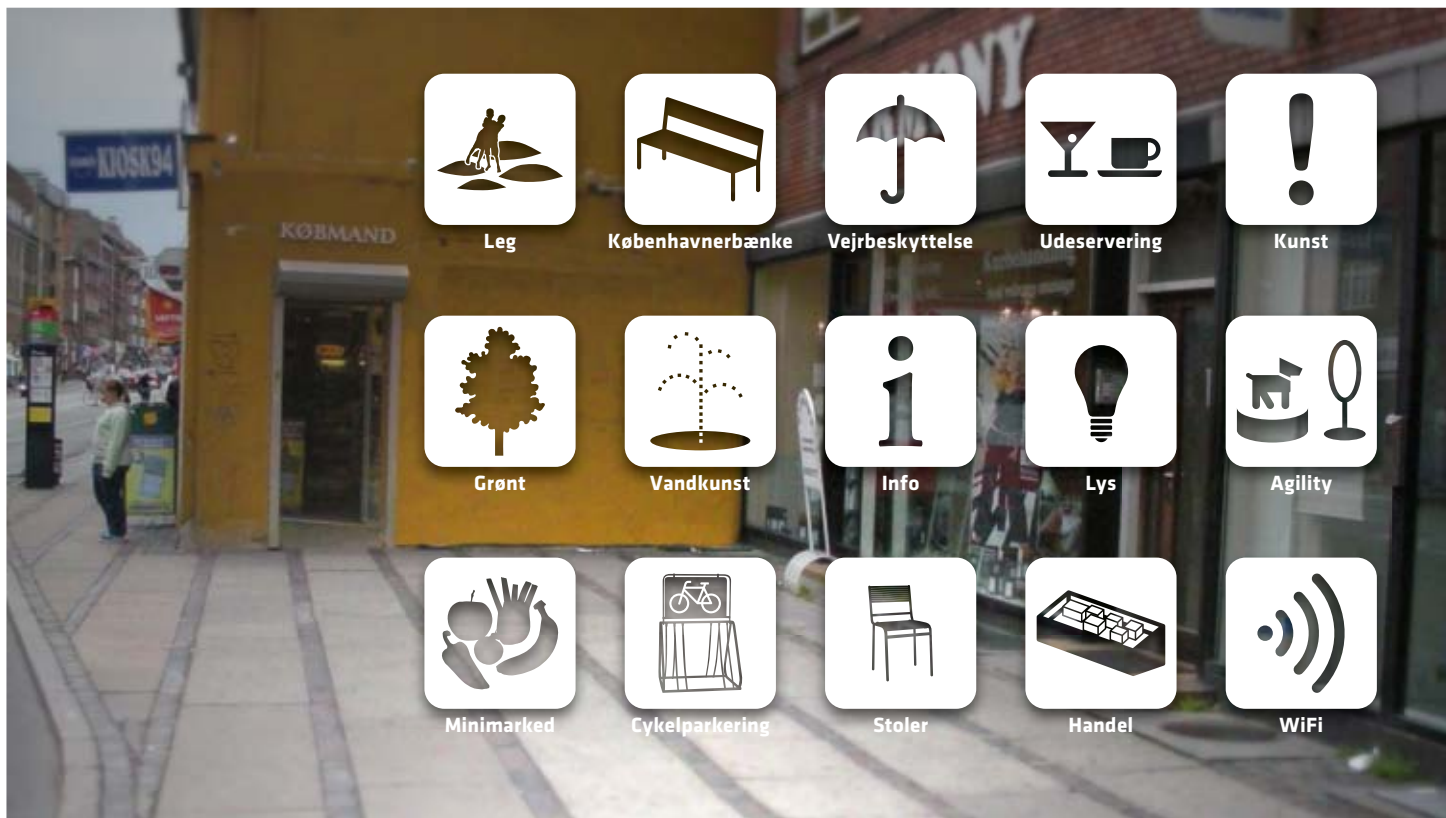 KIOSK94
KØBMAND
Leg
Københavnerbænke
Vejrbeskyttelse
Udeservering
Kunst
Grønt
Vandkunst
Info
Lys
Agility
Minimarked
Cykelparkering
Stoler
Handel
WiFi